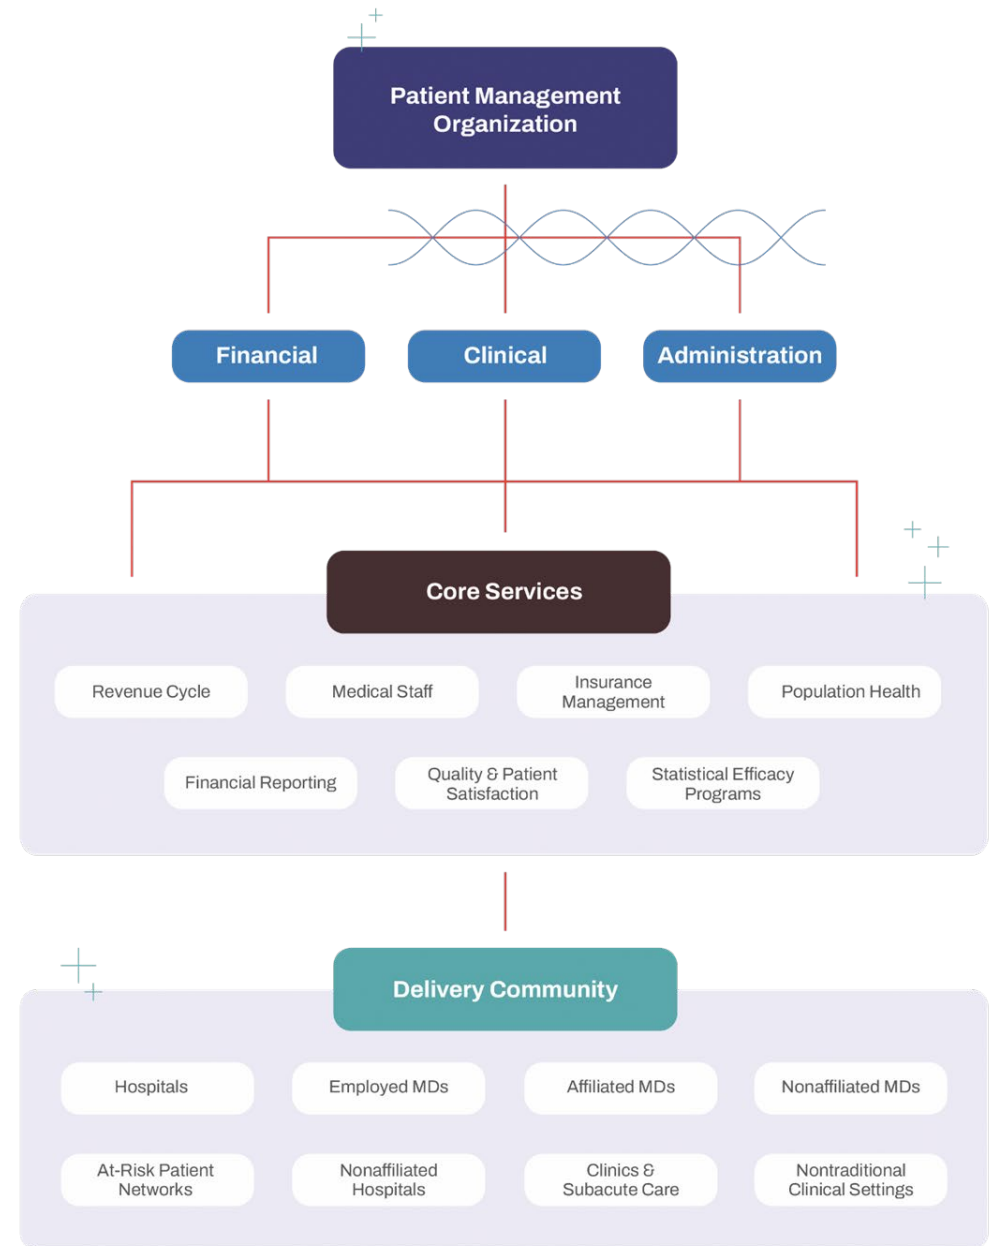 Patient Management
Organization
Financial
Clinical
Administration
Core Services
Revenue Cycle
Medical Staff
Insurance
Management
Population Health
Financial Reporting
Quality & Patient
Satisfaction
Statistical Efficacy
Programs
Delivery Community
Hospitals
Employed MDs
Affiliated MDs
Nonaffiliated MDs
At-Risk Patient
Networks
Nonaffiliated
Hospitals
Clinics &
Subacute Care
Nontraditional
Clinical Settings